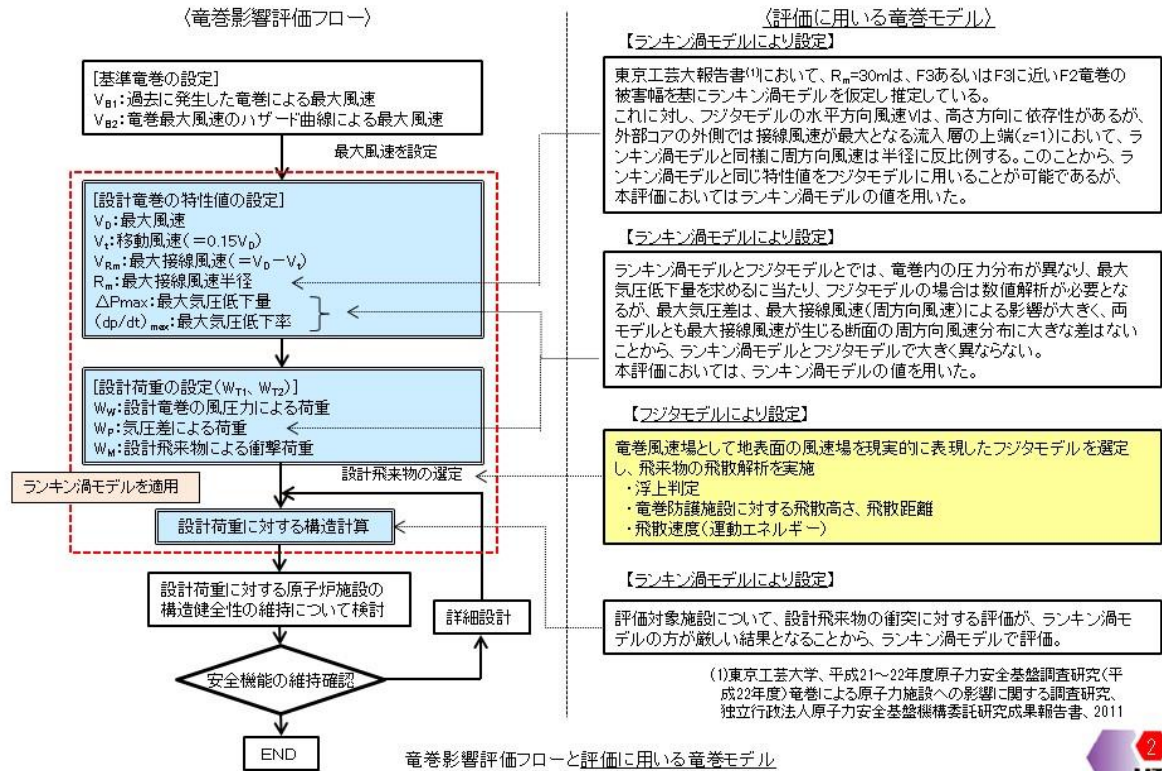 〈竜巻影響評価フロー〉
[基準竜巻の設定]
VB1：過去に発生した竜巻による最大風速
VB2：竜巻最大風速のハザード曲線による最大風速
最大風速を設定
[設計竜巻の特性値の設定]
VD：最大風速
Vt：移動風速(＝0.15VD)
VRm：最大接線風速(＝VD－Vt)
Rm：最大接線風速半径
ΔPmax：最大気圧低下量
(dp/dt)max：最大気圧低下率
[設計荷重の設定(WT1、WT2)]
WW：設計竜巻の風圧力による荷重
WP：気圧差による荷重
WM：設計飛来物による衝撃荷重
設計飛来物の選定
ランキン渦モデルを適用
設計荷重に対する構造計算
設計荷重に対する原子炉施設の
構造健全性の維持について検討
詳細設計
安全機能の維持確認
END
〈評価に用いる竜巻モデル〉
【ランキン渦モデルにより設定】
東京工芸大報告書(1)において、Rm=30mは、F3あるいはF3に近いF2竜巻の
被害幅を基にランキン渦モデルを仮定し推定している。
これに対し、フジタモデルの水平方向風速Vは、高さ方向に依存性があるが、
外部コアの外側では接線風速が最大となる流入層の上端(z=1)において、ラ
ンキン渦モデルと同様に周方向風速は半径に反比例する。このことから、ラ
ンキン渦モデルと同じ特性値をフジタモデルに用いることが可能であるが、
本評価においてはランキン渦モデルの値を用いた。
【ランキン渦モデルにより設定】
ランキン渦モデルとフジタモデルとでは、竜巻内の圧力分布が異なり、最大
気圧低下量を求めるに当たり、フジタモデルの場合は数値解析が必要とな
るが、最大気圧差は、最大接線風速(周方向風速)による影響が大きく、両
モデルとも最大接線風速が生じる断面の周方向風速分布に大きな差はない
ことから、ランキン渦モデルとフジタモデルで大きく異ならない。
本評価においては、ランキン渦モデルの値を用いた。
【フジタモデルにより設定】
竜巻風速場として地表面の風速場を現実的に表現したフジタモデルを選定
し、飛来物の飛散解析を実施
・浮上判定
・竜巻防護施設に対する飛散高さ、飛散距離
・飛散速度(運動エネルギー)
【ランキン渦モデルにより設定】
評価対象施設について、設計飛来物の衝突に対する評価が、ランキン渦モ
デルの方が厳しい結果となることから、ランキン渦モデルで評価。
(1)東京工芸大学、平成21～22年度原子力安全基盤調査研究(平
成22年度)竜巻による原子力施設への影響に関する調査研究、
独立行政法人原子力安全基盤機構委託研究成果報告書、2011
竜巻影響評価フローと評価に用いる竜巻モデル
2